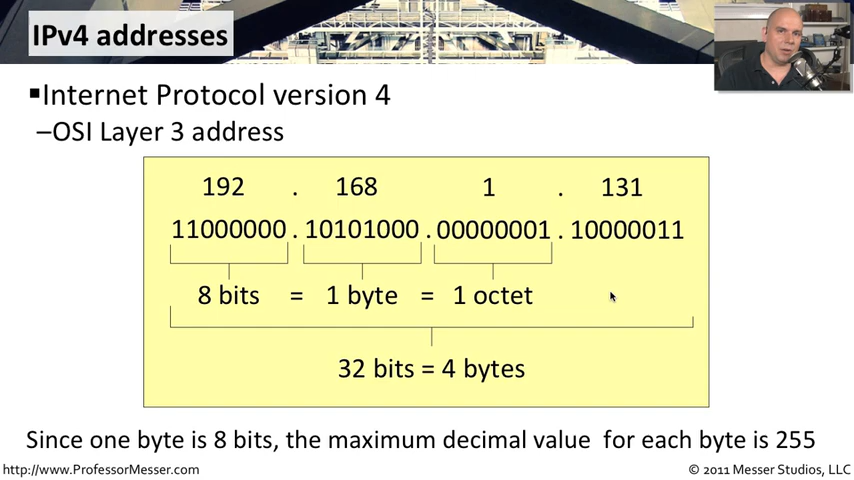 IPv4 addresses
▪Internet Protocol version 4
–OSI Layer 3 address
192 . 168 1 . 131
11000000 . 10101000 . 00000001 . 10000011
8 bits = 1 byte = 1 octet
32 bits = 4 bytes
Since one byte is 8 bits, the maximum decimal value for each byte is 255
http://www.ProfessorMesser.com © 2011 Messer Studios, LLC